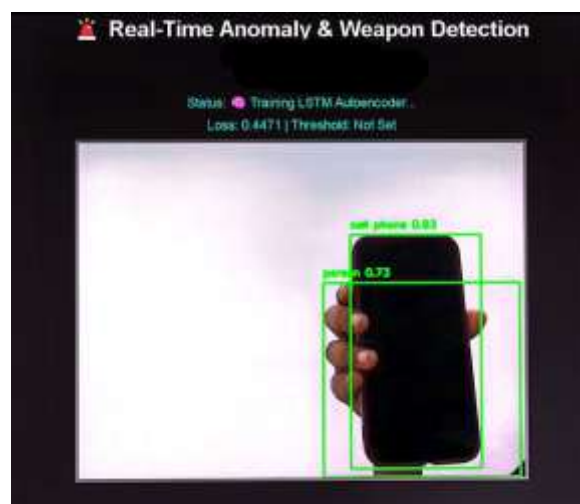 🚨 Real-Time Anomaly & Weapon Detection
Status: 🧠 Training LSTM Autoencoder...
Loss: 0.4471 | Threshold: Not Set
cell phone 0.83
person 0.73